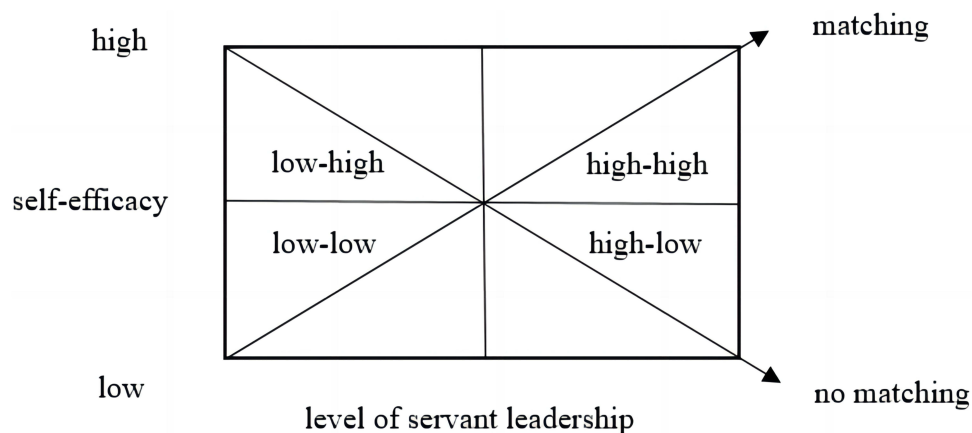 high
matching
low-high
high-high
self-efficacy
low-low
high-low
low
no matching
level of servant leadership